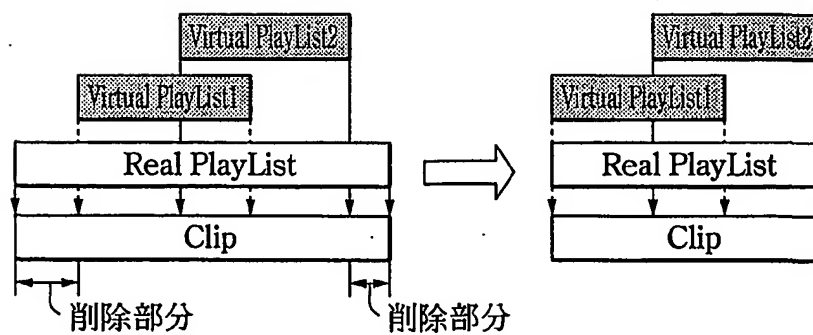 Virtual PlayList2
Virtual PlayList1
Real PlayList
Clip
削除部分
削除部分
Virtual PlayList2
Virtual PlayList1
Real PlayList
Clip